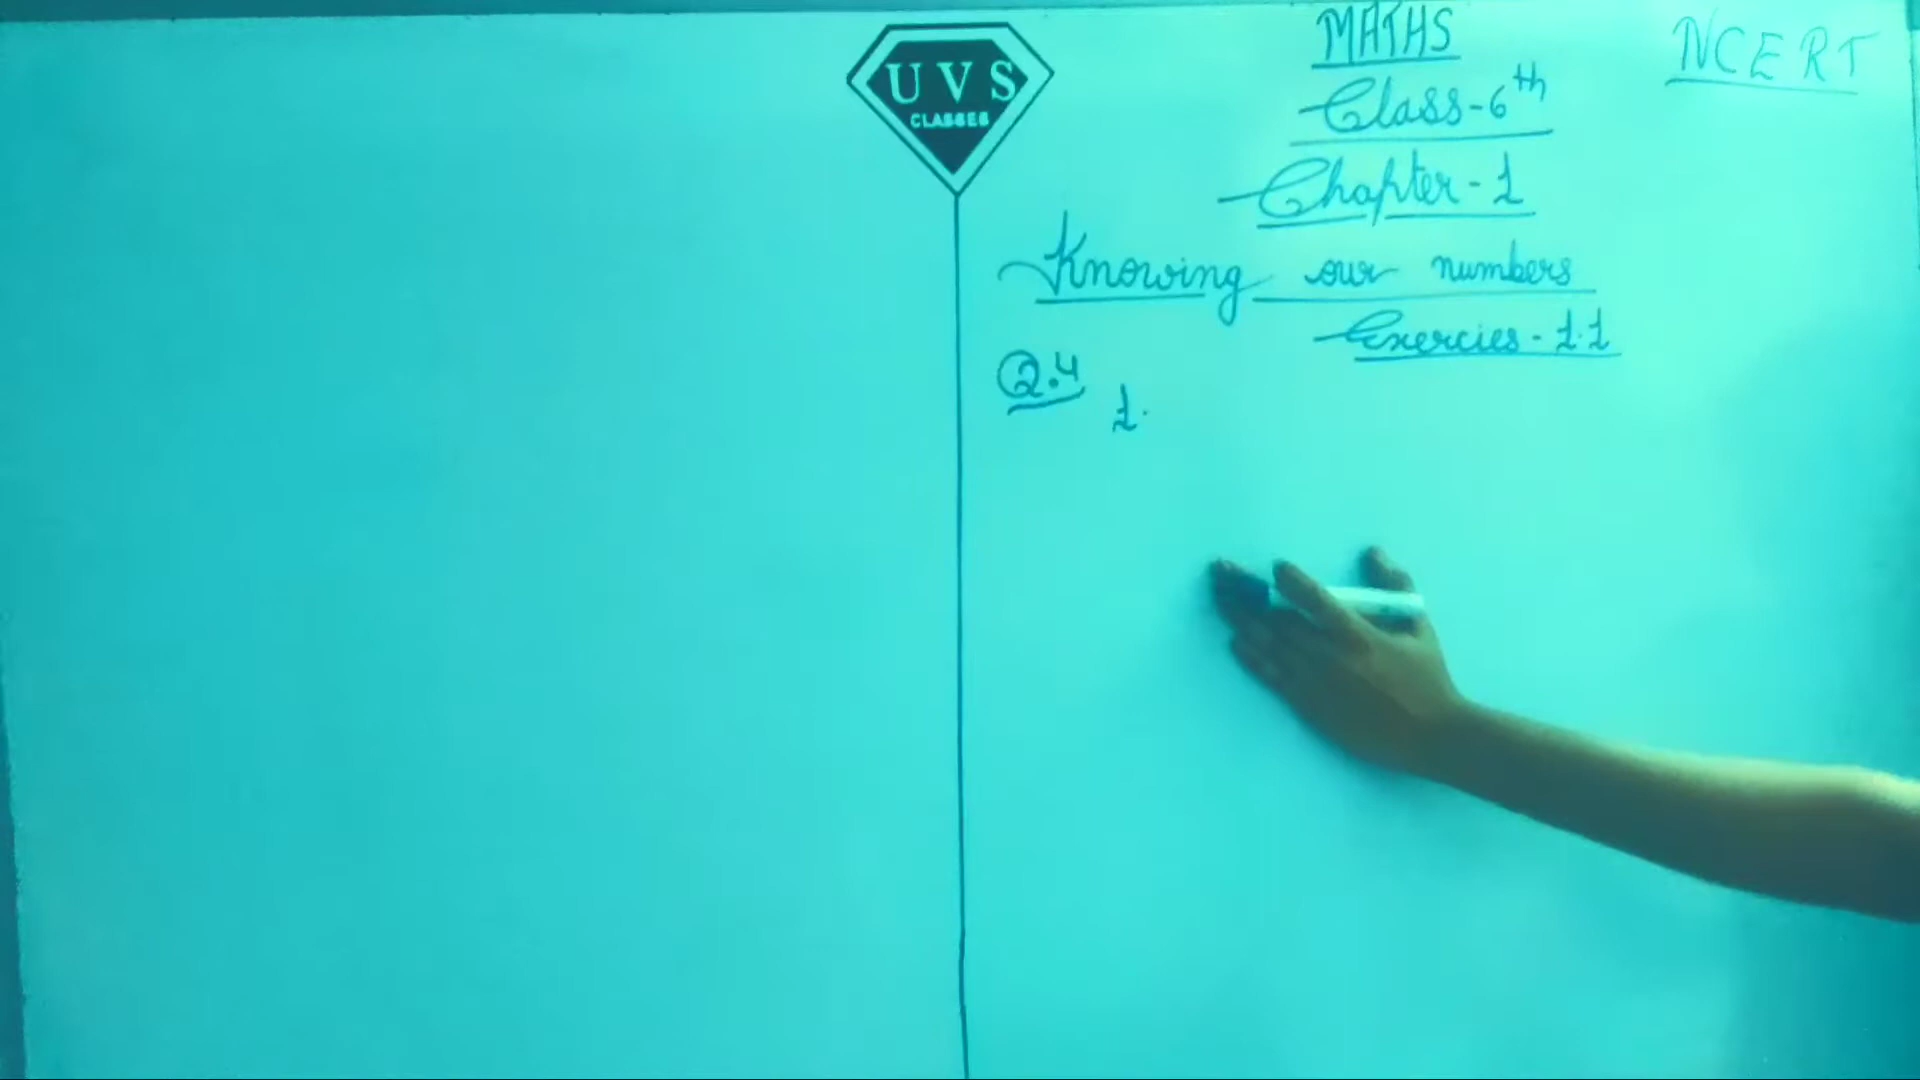 UVS
CLASSES
MATHS
NCERT
Class-6th
Chapter-1
Knowing our numbers
Exercies-1.1
Q.4
1.